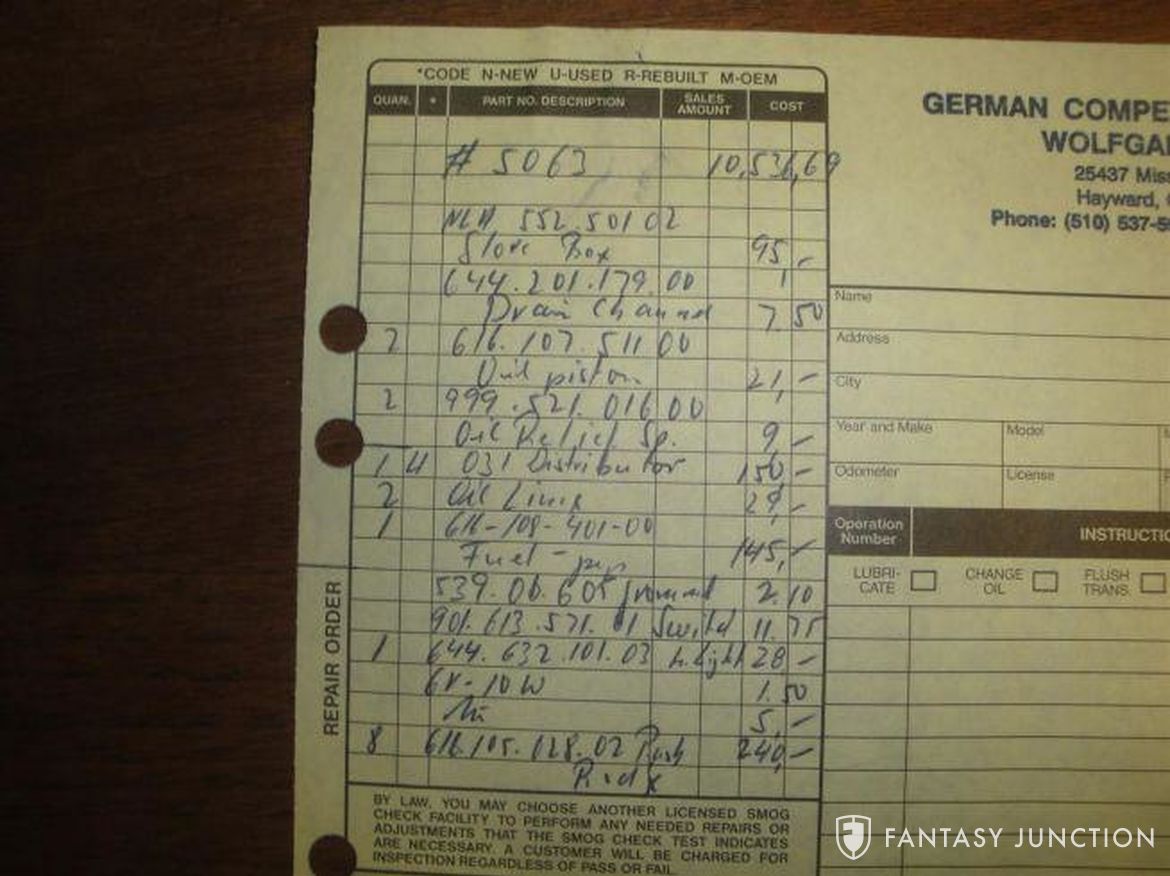 *CODE N-NEW U-USED R-REBUILT M-OEM
QUAN. * PART NO. DESCRIPTION SALES AMOUNT COST
# 5063 10,536,69
552.501 02
Box 95,-
644.201.179.00
Drain Channel 7.50
2 616.107.511 00
Oil piston 21,-
2 999.521.016 00
Oil Relief Sp. 9 -
1 U 031 Distributor 150,-
2 Oil Lines 29,-
1 616-108-401-00
Fuel - 145,-
539.06.605 grommet 2.10
901.613.571.01 11.75
1 644.632.101.03 28 -
6V-10W 1.50
5,-
8 616.105.128.02 Push 240,-
REPAIR ORDER
BY LAW, YOU MAY CHOOSE ANOTHER LICENSED SMOG
CHECK FACILITY TO PERFORM ANY NEEDED REPAIRS OR
ADJUSTMENTS THAT THE SMOG CHECK TEST INDICATES
ARE NECESSARY. A CUSTOMER WILL BE CHARGED FOR
INSPECTION REGARDLESS OF PASS OR FAIL.
GERMAN COMPE
WOLFGA
25437 Miss
Hayward,
Phone: (510) 537-5
Name
Address
City
Year and Make Model
Odometer License
Operation Number INSTRUCTIO
LUBRI-CATE CHANGE OIL FLUSH TRANS.
FANTASY JUNCTION